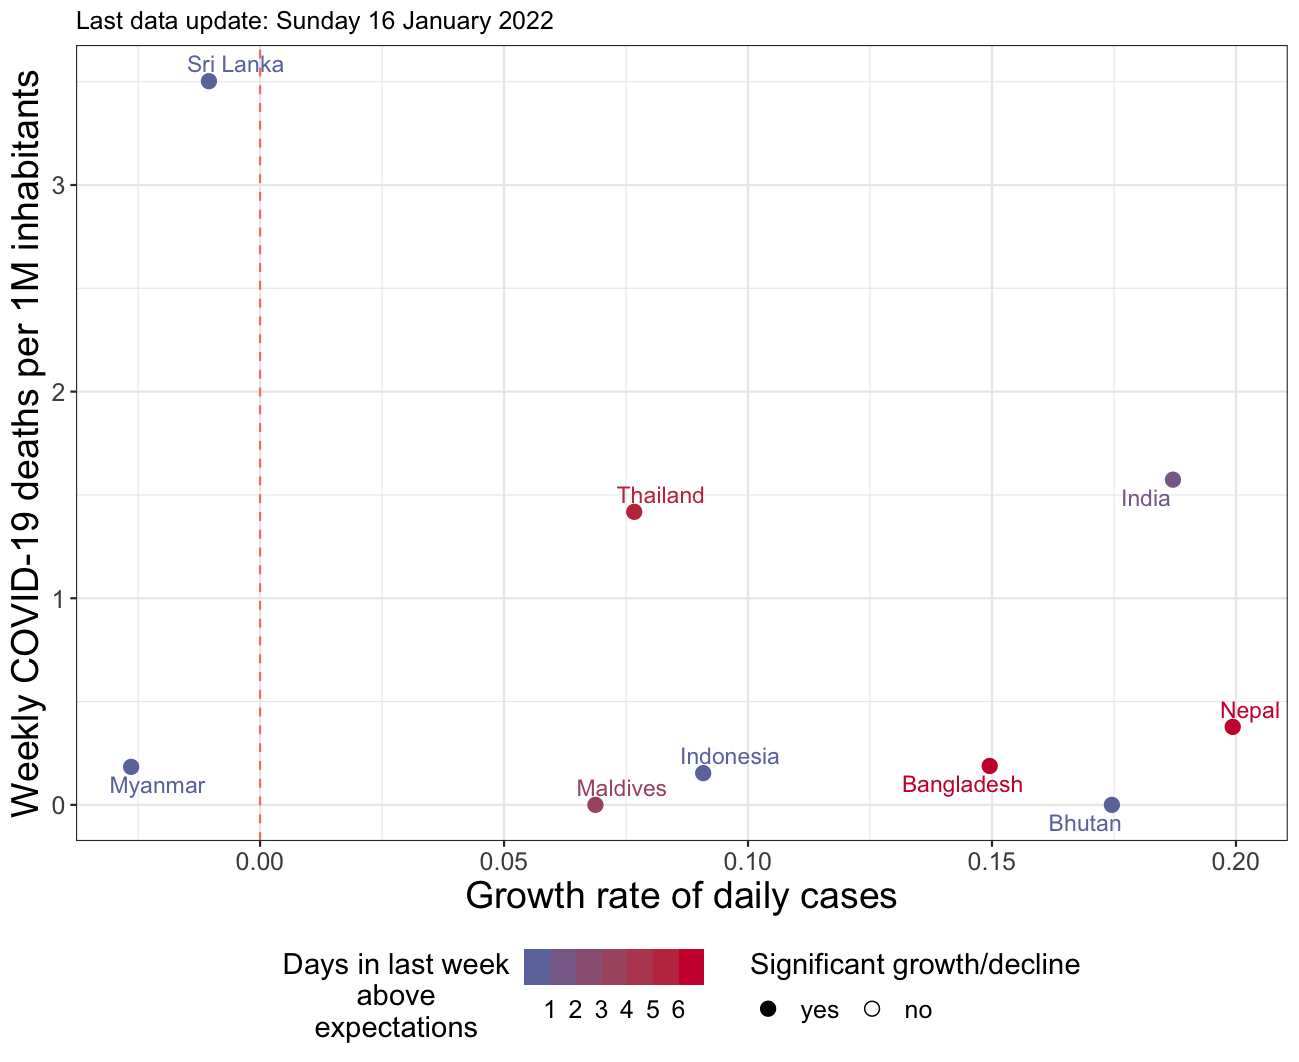 Last data update: Sunday 16 January 2022
Weekly COVID-19 deaths per 1M inhabitants
Sri Lanka
3
2
Thailand
India
1
Nepal
Indonesia
Myanmar
Maldives
Bangladesh
0
Bhutan
0.00 0.05 0.10 0.15 0.20
Growth rate of daily cases
Days in last week
above
expectations
1 2 3 4 5 6
Significant growth/decline
yes no